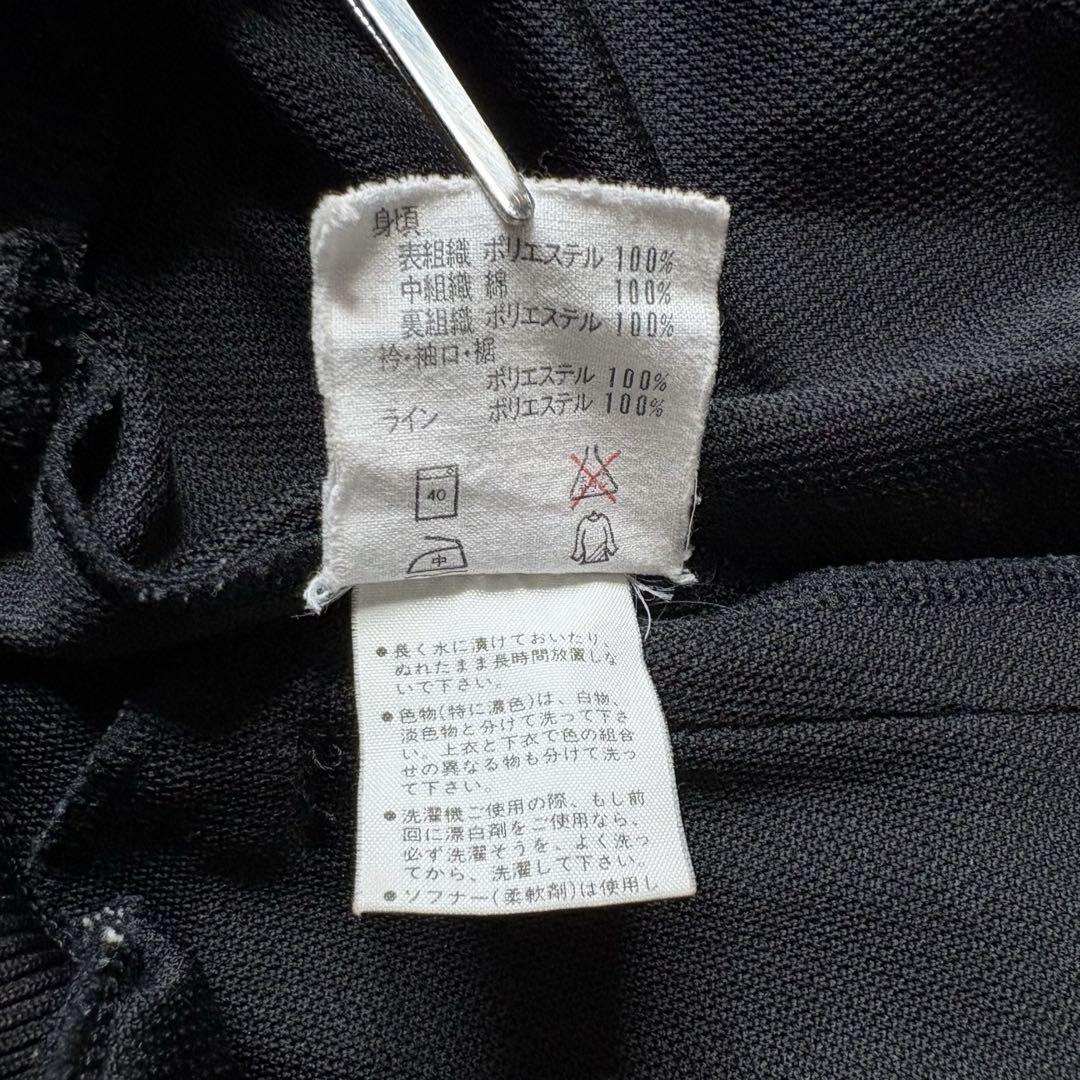 身頃
表組織 ポリエステル 100%
中組織 綿 100%
裏組織 ポリエステル 100%
衿・袖口・裾
ポリエステル 100%
ライン ポリエステル 100%
40
中
●長く水に漬けておいたり、
ぬれたまま長時間放置しな
いで下さい。
●色物(特に濃色)は、白物、
淡色物と分けて洗って下さ
い、上衣と下衣で色の組合
せの異なる物も分けて洗っ
て下さい。
●洗濯機ご使用の際、もし前
回に漂白剤をご使用なら、
必ず洗濯そうを、よく洗っ
てから、洗濯して下さい。
●ソフナー(柔軟剤)は使用し